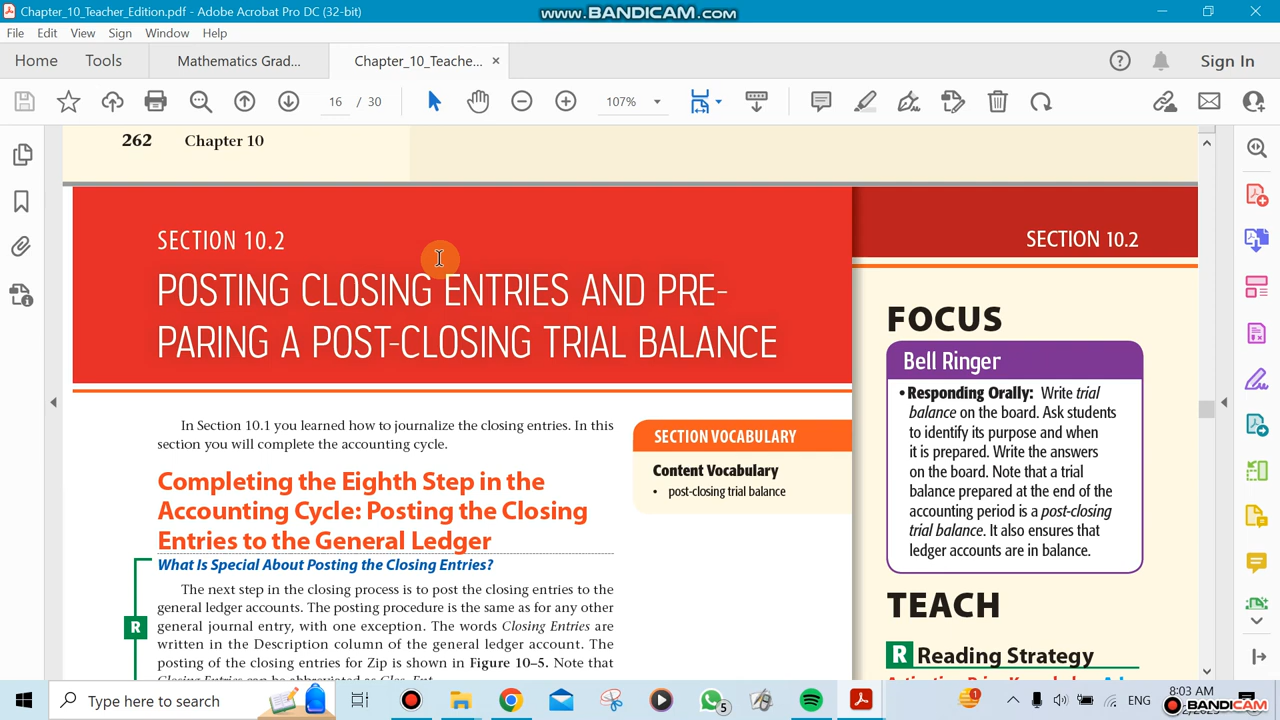 Chapter_10_Teacher_Edition.pdf - Adobe Acrobat Pro DC (32-bit)
www.BANDICAM.com
File Edit View Sign Window Help
Home Tools Mathematics Grad... Chapter_10_Teache... × Sign In
16 / 30 107%
262 Chapter 10
SECTION 10.2
POSTING CLOSING ENTRIES AND PRE-
PARING A POST-CLOSING TRIAL BALANCE
In Section 10.1 you learned how to journalize the closing entries. In this
section you will complete the accounting cycle.
Completing the Eighth Step in the
Accounting Cycle: Posting the Closing
Entries to the General Ledger
What Is Special About Posting the Closing Entries?
R
The next step in the closing process is to post the closing entries to the
general ledger accounts. The posting procedure is the same as for any other
general journal entry, with one exception. The words Closing Entries are
written in the Description column of the general ledger account. The
posting of the closing entries for Zip is shown in Figure 10–5. Note that
Closing Entries can be abbreviated as Clos. Ent.
SECTION VOCABULARY
Content Vocabulary
• post-closing trial balance
SECTION 10.2
FOCUS
Bell Ringer
• Responding Orally: Write trial
balance on the board. Ask students
to identify its purpose and when
it is prepared. Write the answers
on the board. Note that a trial
balance prepared at the end of the
accounting period is a post-closing
trial balance. It also ensures that
ledger accounts are in balance.
TEACH
R Reading Strategy
Type here to search
5
1
ENG
8:03 AM
BANDICAM